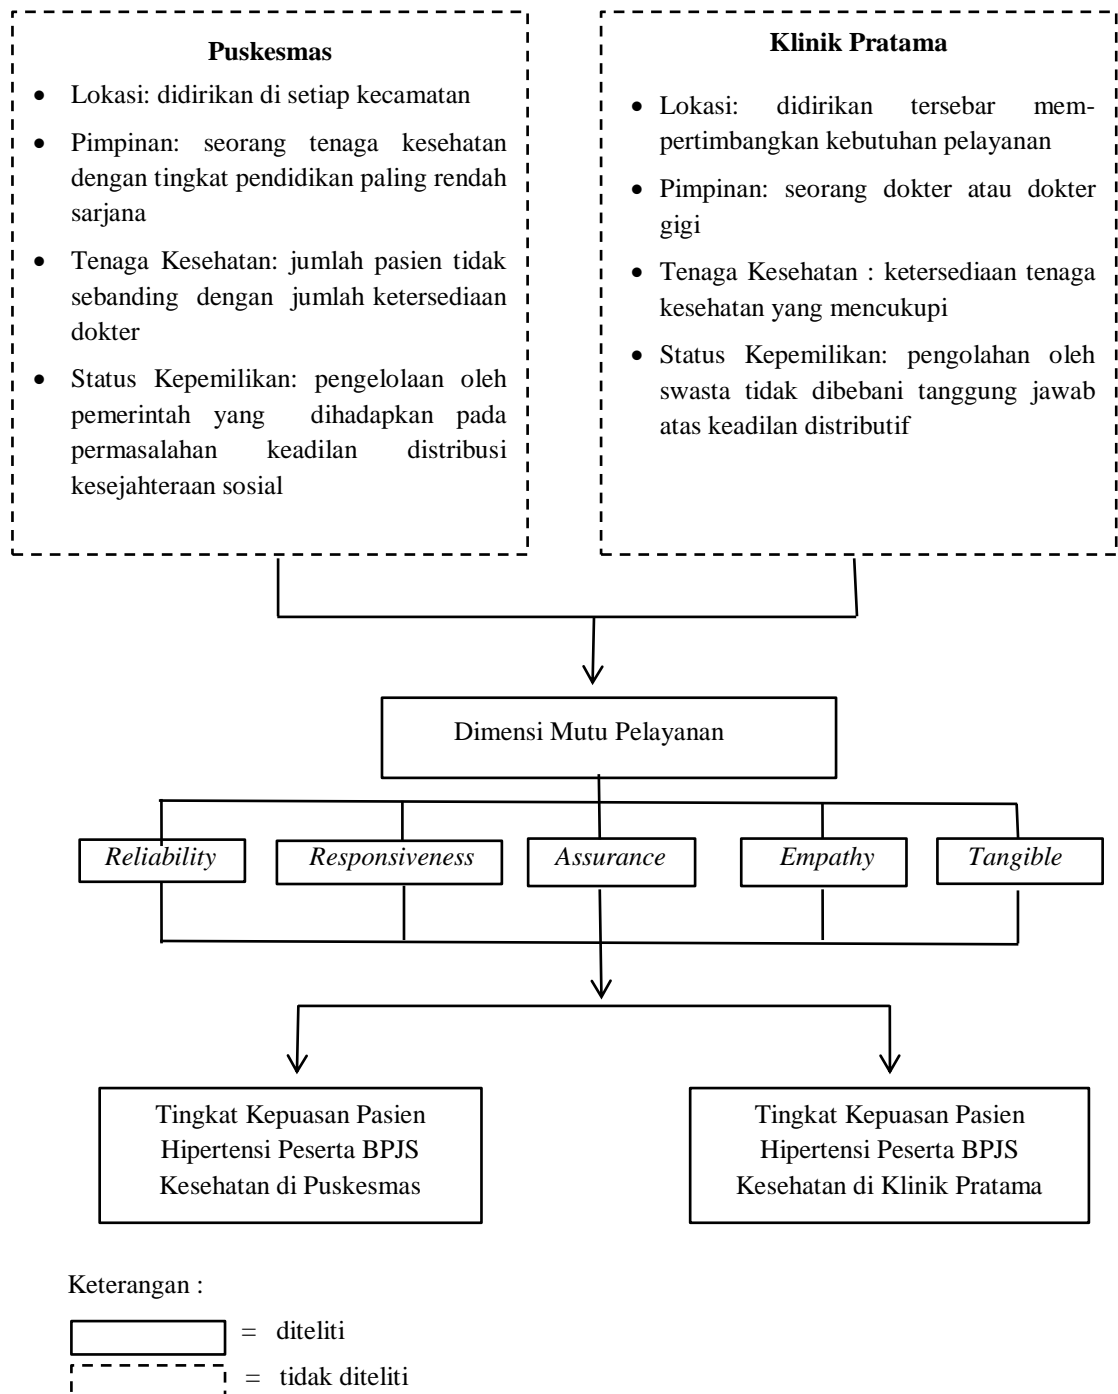 Puskesmas
• Lokasi: didirikan di setiap kecamatan
• Pimpinan: seorang tenaga kesehatan
dengan tingkat pendidikan paling rendah
sarjana
• Tenaga Kesehatan: jumlah pasien tidak
sebanding dengan jumlah ketersediaan
dokter
• Status Kepemilikan: pengelolaan oleh
pemerintah yang dihadapkan pada
permasalahan keadilan distribusi
kesejahteraan sosial
Klinik Pratama
• Lokasi: didirikan tersebar mem-
pertimbangkan kebutuhan pelayanan
• Pimpinan: seorang dokter atau dokter
gigi
• Tenaga Kesehatan : ketersediaan tenaga
kesehatan yang mencukupi
• Status Kepemilikan: pengolahan oleh
swasta tidak dibebani tanggung jawab
atas keadilan distributif
Dimensi Mutu Pelayanan
Reliability
Responsiveness
Assurance
Empathy
Tangible
Tingkat Kepuasan Pasien
Hipertensi Peserta BPJS
Kesehatan di Puskesmas
Tingkat Kepuasan Pasien
Hipertensi Peserta BPJS
Kesehatan di Klinik Pratama
Keterangan :
= diteliti
= tidak diteliti